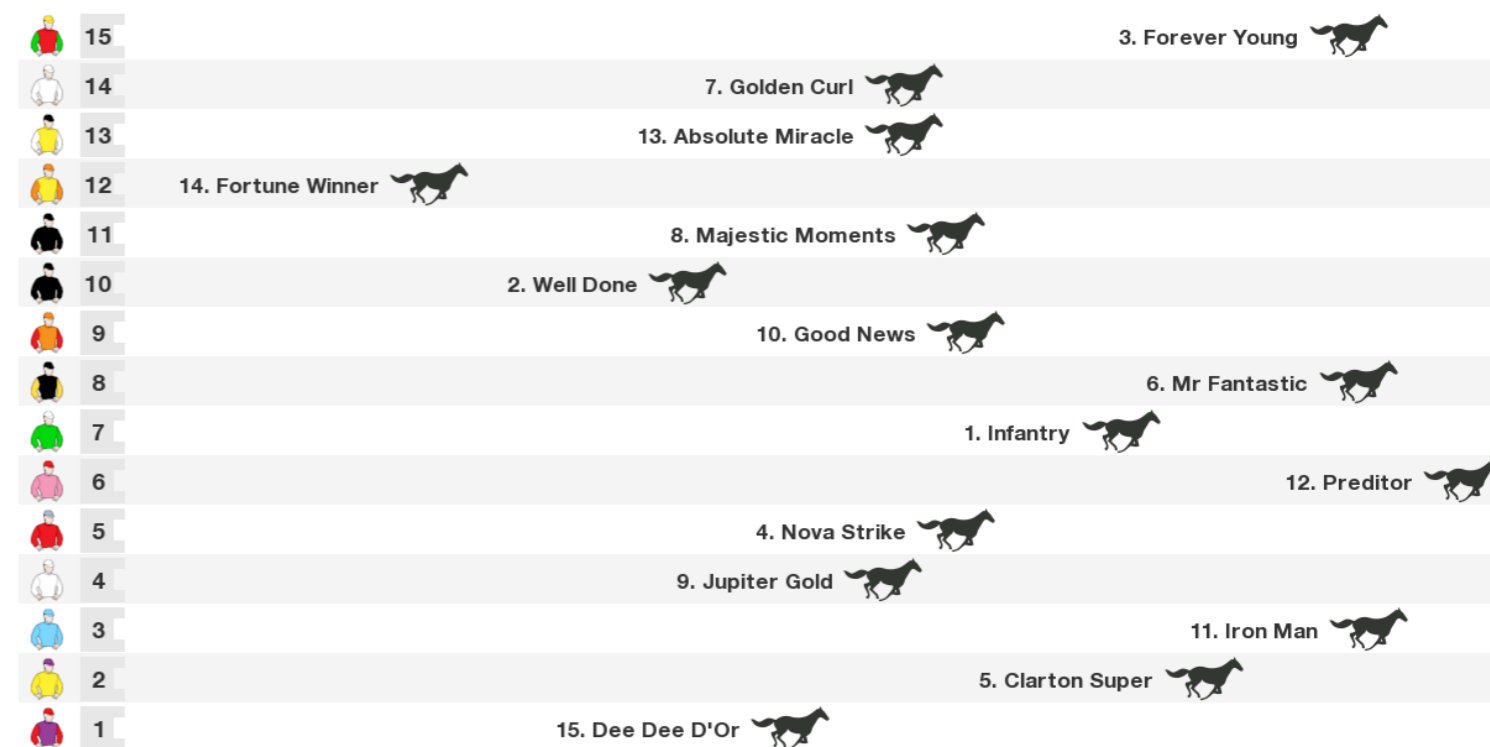 15 3. Forever Young
14 7. Golden Curl
13 13. Absolute Miracle
12 14. Fortune Winner
11 8. Majestic Moments
10 2. Well Done
9 10. Good News
8 6. Mr Fantastic
7 1. Infantry
6 12. Preditor
5 4. Nova Strike
4 9. Jupiter Gold
3 11. Iron Man
2 5. Clarton Super
1 15. Dee Dee D'Or